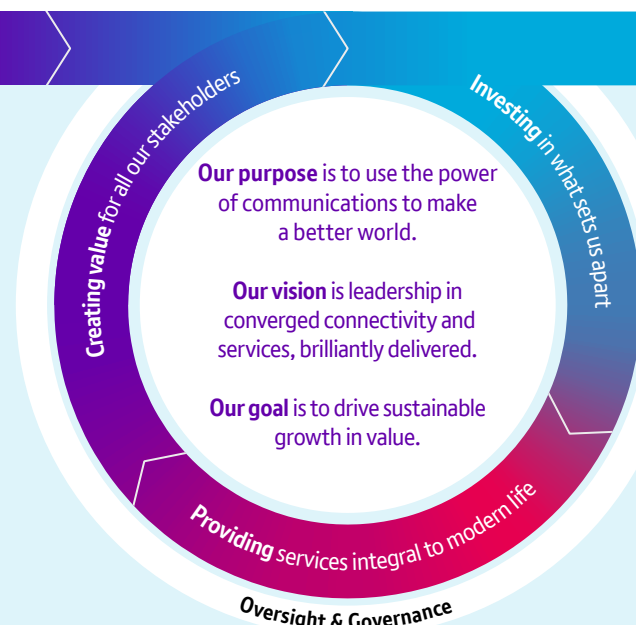 Creating value for all our stakeholders
Investing in what sets us apart
Our purpose is to use the power
of communications to make
a better world.
Our vision is leadership in
converged connectivity and
services, brilliantly delivered.
Our goal is to drive sustainable
growth in value.
Providing services integral to modern life
Oversight & Governance